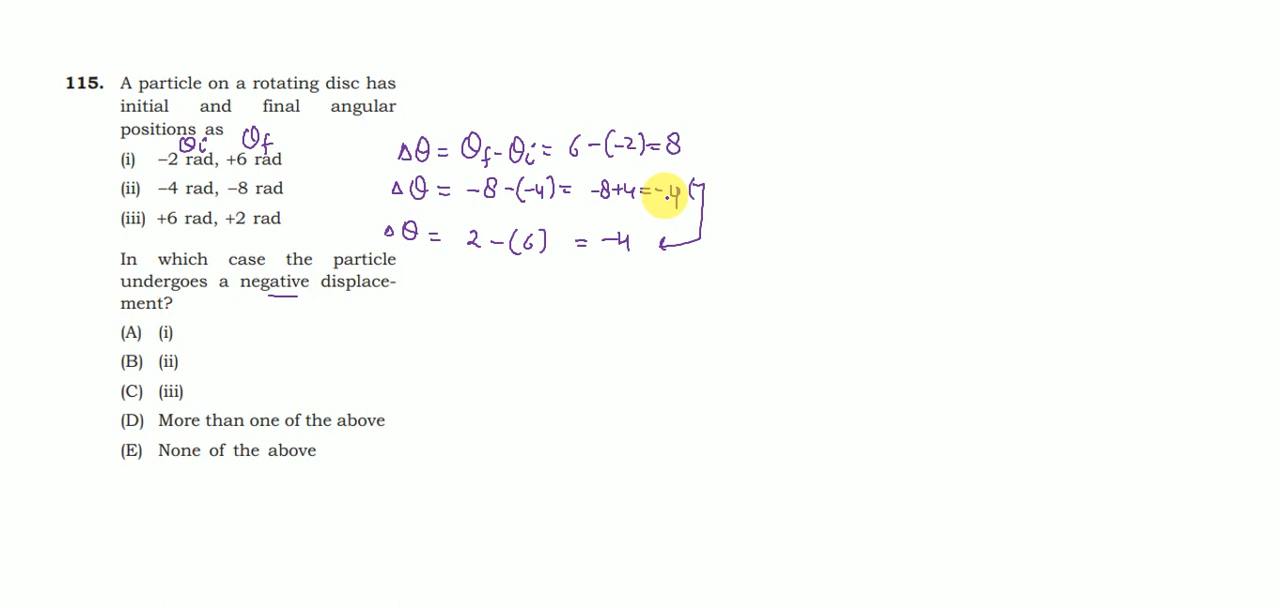 115. A particle on a rotating disc has
initial and final angular
positions as
θi θf
(i) −2 rad, +6 rad
(ii) −4 rad, −8 rad
(iii) +6 rad, +2 rad
In which case the particle
undergoes a negative displace-
ment?
(A) (i)
(B) (ii)
(C) (iii)
(D) More than one of the above
(E) None of the above
Δθ = θf - θi = 6 - (-2) = 8
Δθ = -8 - (-4) = -8+4 = -4
Δθ = 2 - (6) = -4